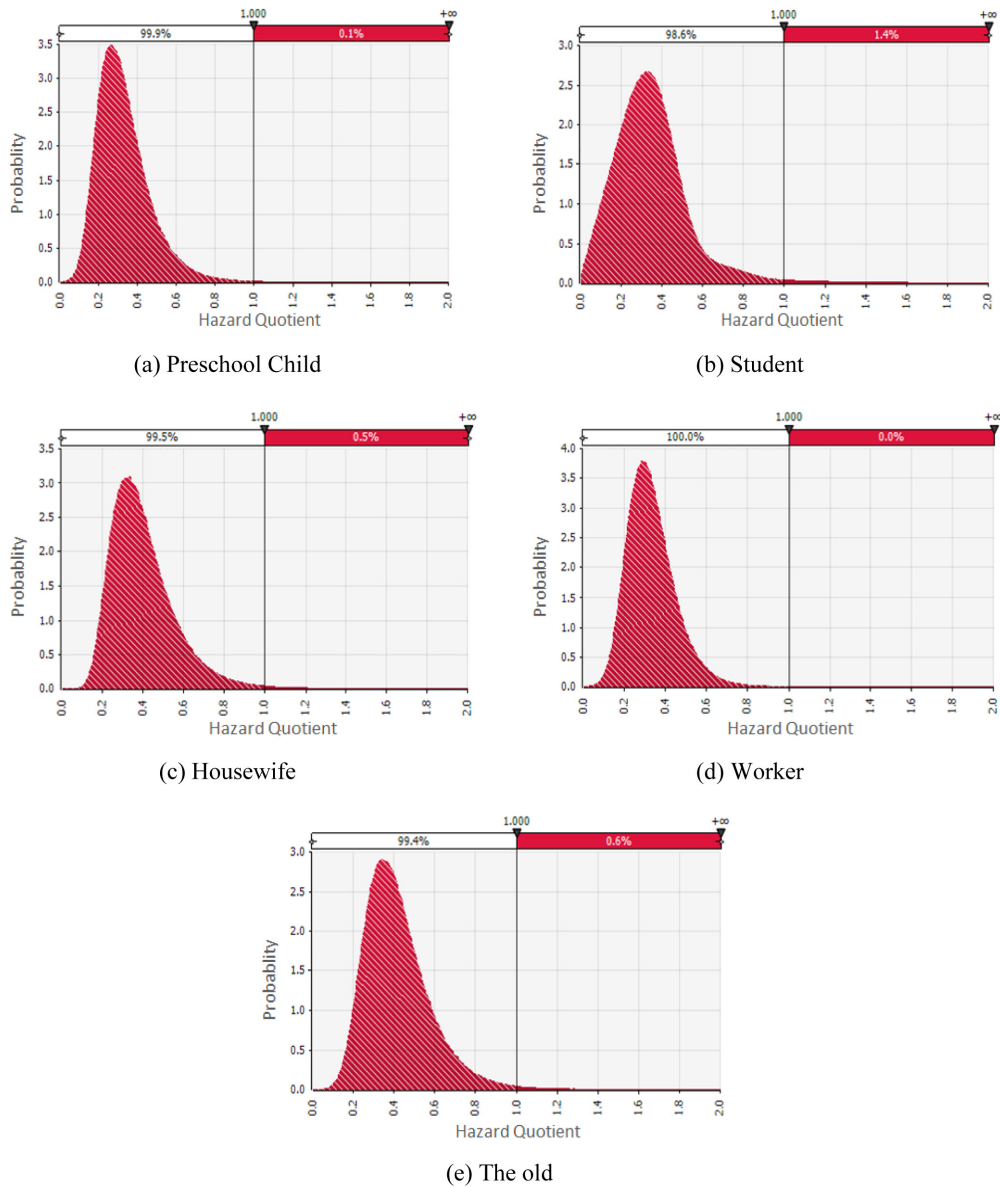 1.000 +∞
99.9% 0.1%
3.5
3.0
2.5
2.0
1.5
1.0
0.5
0.0
Probablity
0.0 0.2 0.4 0.6 0.8 1.0 1.2 1.4 1.6 1.8 2.0
Hazard Quotient
(a) Preschool Child
1.000 +∞
98.6% 1.4%
3.0
2.5
2.0
1.5
1.0
0.5
0.0
Probablity
0.0 0.2 0.4 0.6 0.8 1.0 1.2 1.4 1.6 1.8 2.0
Hazard Quotient
(b) Student
1.000 +∞
99.5% 0.5%
3.5
3.0
2.5
2.0
1.5
1.0
0.5
0.0
Probablity
0.0 0.2 0.4 0.6 0.8 1.0 1.2 1.4 1.6 1.8 2.0
Hazard Quotient
(c) Housewife
1.000 +∞
100.0% 0.0%
4.0
3.5
3.0
2.5
2.0
1.5
1.0
0.5
0.0
Probablity
0.0 0.2 0.4 0.6 0.8 1.0 1.2 1.4 1.6 1.8 2.0
Hazard Quotient
(d) Worker
1.000 +∞
99.4% 0.6%
3.0
2.5
2.0
1.5
1.0
0.5
0.0
Probablity
0.0 0.2 0.4 0.6 0.8 1.0 1.2 1.4 1.6 1.8 2.0
Hazard Quotient
(e) The old